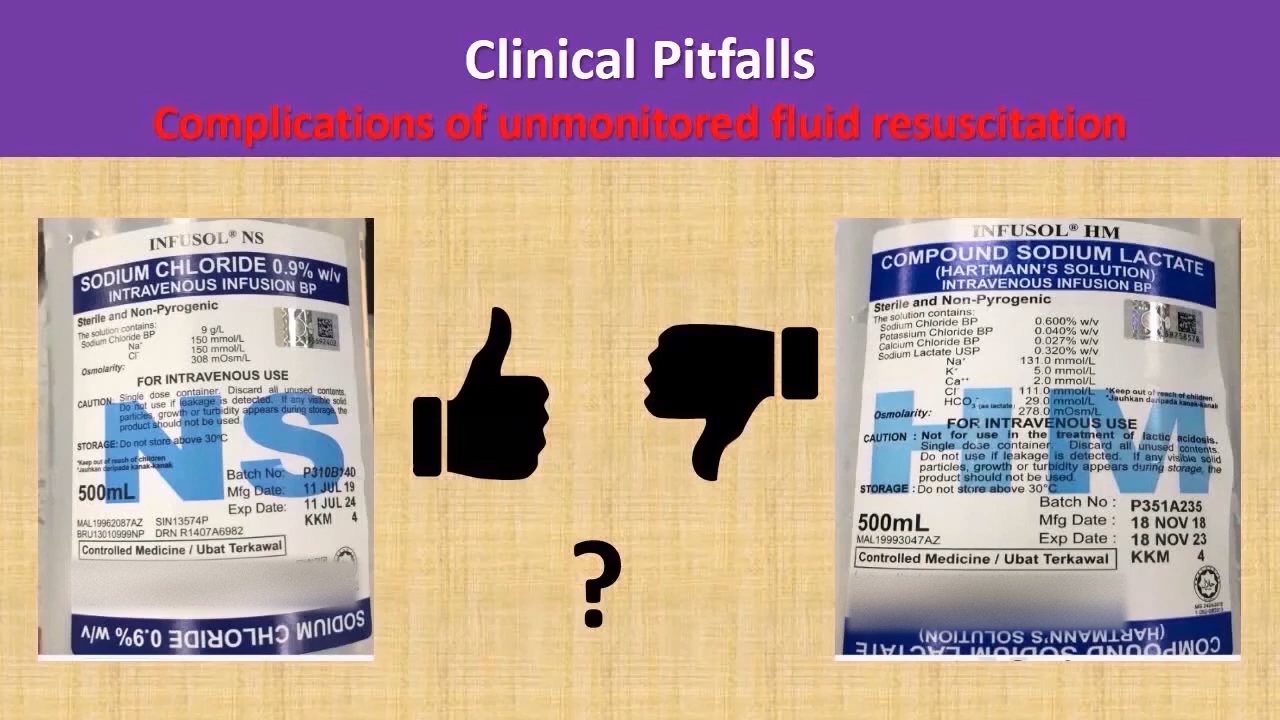 Clinical Pitfalls
Complications of unmonitored fluid resuscitation
INFUSOL® NS
SODIUM CHLORIDE 0.9% w/v
INTRAVENOUS INFUSION BP
Sterile and Non-Pyrogenic
The solution contains:
Sodium Chloride BP 9 g/L
Na⁺ 150 mmol/L
Cl⁻ 150 mmol/L
Osmolarity: 308 mOsm/L
FOR INTRAVENOUS USE
CAUTION: Single dose container. Discard all unused contents.
Do not use if leakage is detected. If any visible solid
particles, growth or turbidity appears during storage, the
product should not be used.
STORAGE: Do not store above 30°C
*Keep out of reach of children
*Jauhkan daripada kanak-kanak
NS
500mL
Batch No:
Mfg Date: 11 JUL 19
Exp Date: 11 JUL 24
KKM 4
MAL19962087AZ SIN13574P
BRU13010999NP DRN R1407A6982
Controlled Medicine / Ubat Terkawal
SODIUM CHLORIDE 0.9% w/v
?
INFUSOL® HM
COMPOUND SODIUM LACTATE
(HARTMANN'S SOLUTION)
INTRAVENOUS INFUSION BP
Sterile and Non-Pyrogenic
The solution contains:
Sodium Chloride BP 0.600% w/v
Potassium Chloride BP 0.040% w/v
Calcium Chloride BP 0.027% w/v
Sodium Lactate USP 0.320% w/v
Na⁺ 131.0 mmol/L
K⁺ 5.0 mmol/L
Ca⁺⁺ 2.0 mmol/L
Cl⁻ 111.0 mmol/L
HCO₃⁻ (as lactate) 29.0 mmol/L
Osmolarity: 278.0 mOsm/L
*Keep out of reach of children
*Jauhkan daripada kanak-kanak
FOR INTRAVENOUS USE
CAUTION : Not for use in the treatment of lactic acidosis.
Single dose container. Discard all unused contents.
Do not use if leakage is detected. If any visible solid
particles, growth or turbidity appears during storage, the
product should not be used.
STORAGE : Do not store above 30°C
HM
500mL
MAL19993047AZ
Batch No : P351A235
Mfg Date : 18 NOV 18
Exp Date : 18 NOV 23
KKM 4
Controlled Medicine / Ubat Terkawal
COMPOUND SODIUM LACTATE
(HARTMANN'S SOLUTION)